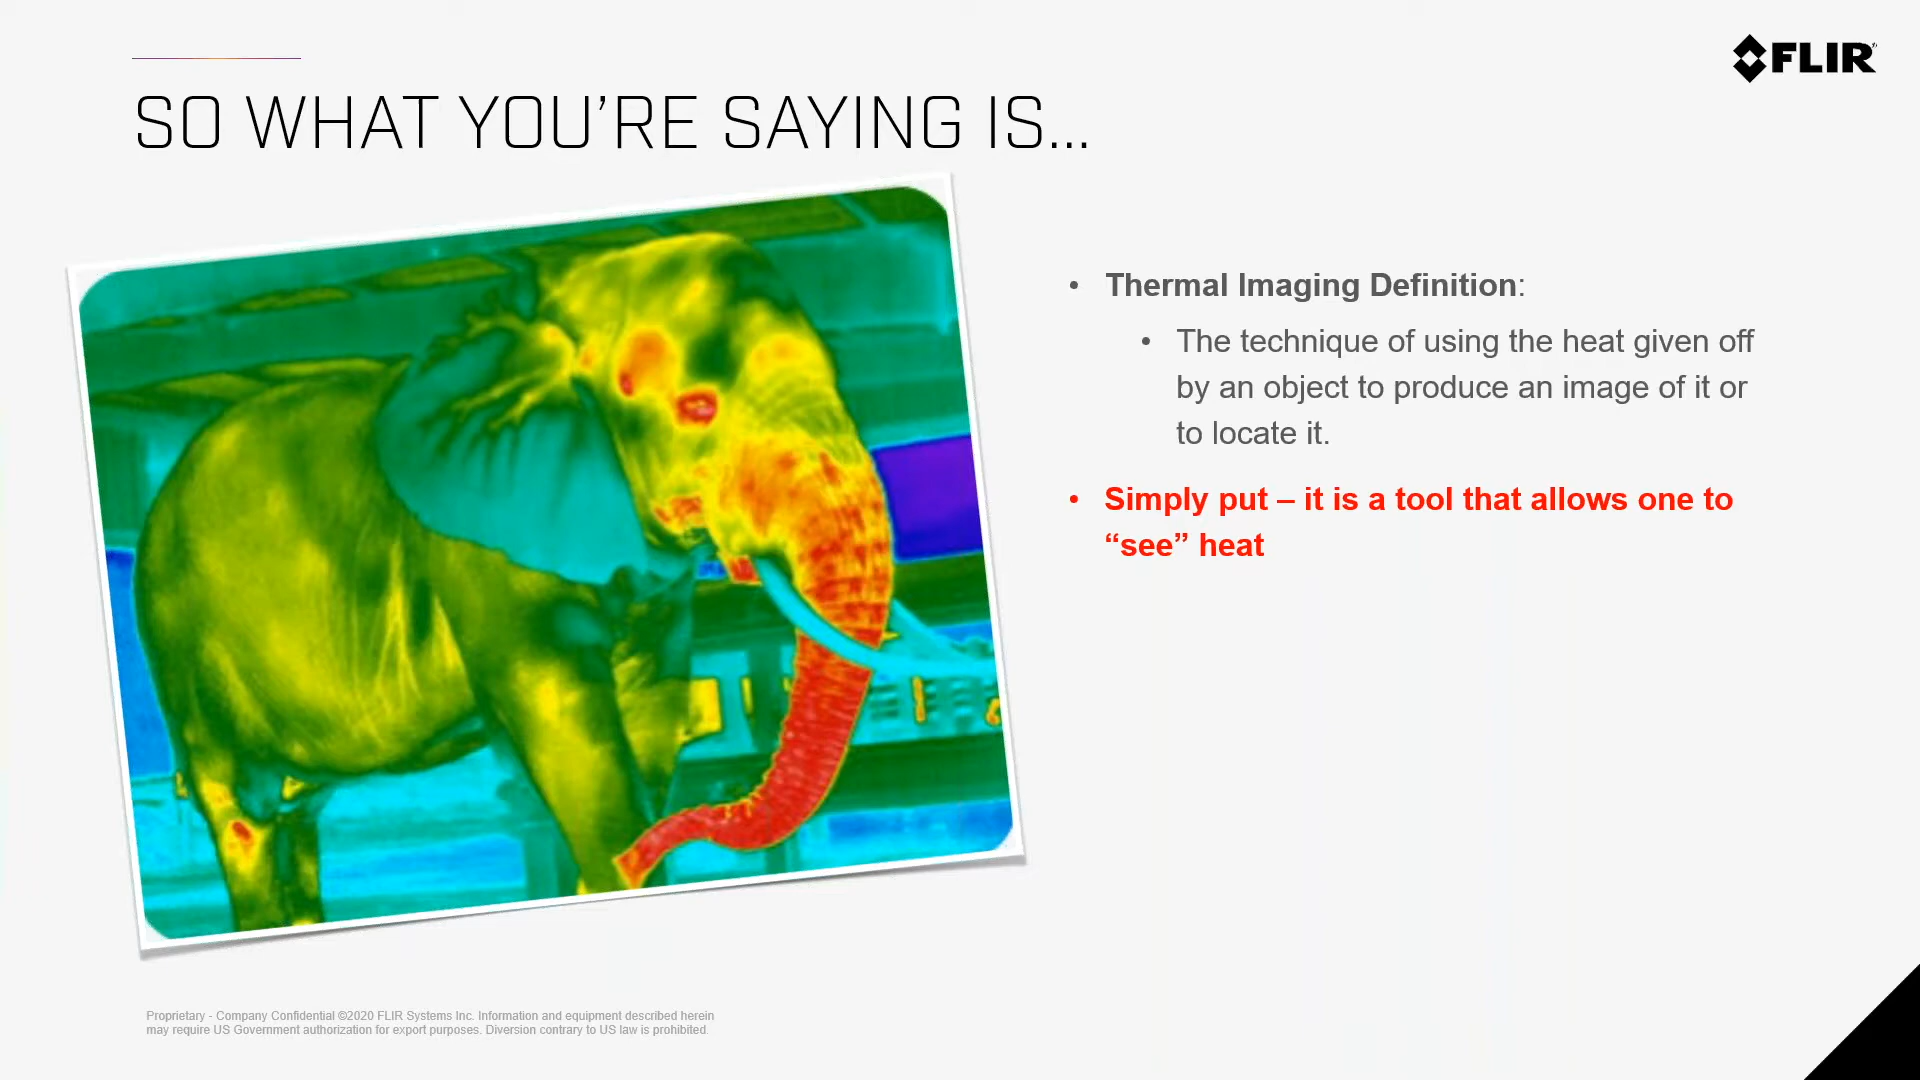 FLIR
SO WHAT YOU’RE SAYING IS...
• Thermal Imaging Definition:
• The technique of using the heat given off
by an object to produce an image of it or
to locate it.
• Simply put – it is a tool that allows one to
“see” heat
Proprietary - Company Confidential ©2020 FLIR Systems Inc. Information and equipment described herein
may require US Government authorization for export purposes. Diversion contrary to US law is prohibited.